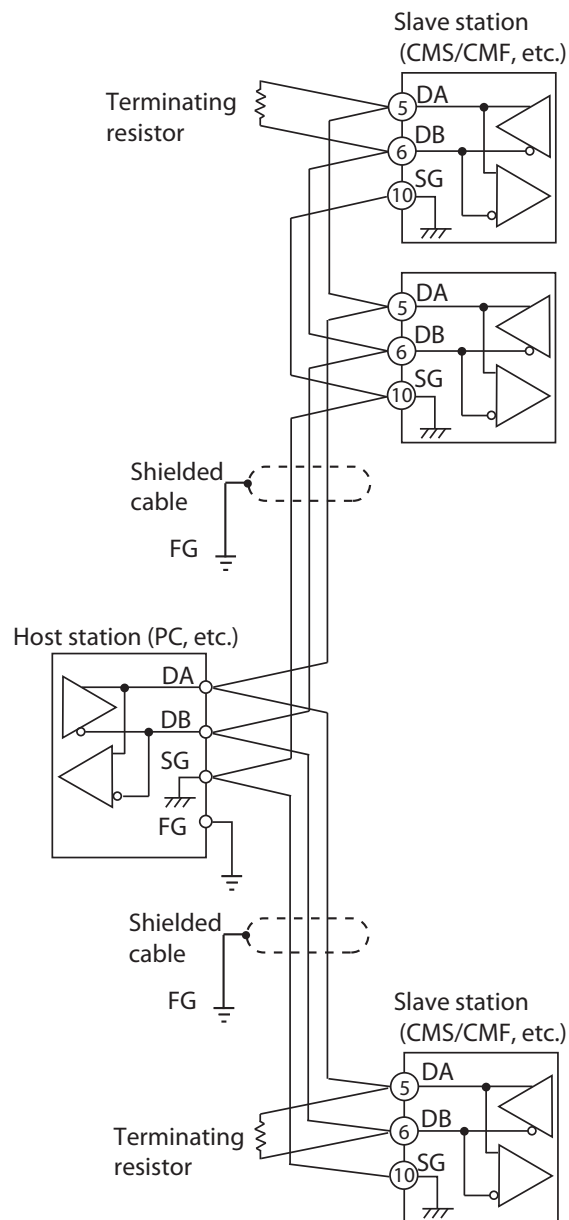 Slave station
(CMS/CMF, etc.)
Terminating
resistor
5
DA
6
DB
10
SG
5
DA
6
DB
10
SG
Shielded
cable
FG
Host station (PC, etc.)
DA
DB
SG
FG
Shielded
cable
FG
Slave station
(CMS/CMF, etc.)
5
DA
6
DB
Terminating
resistor
10
SG